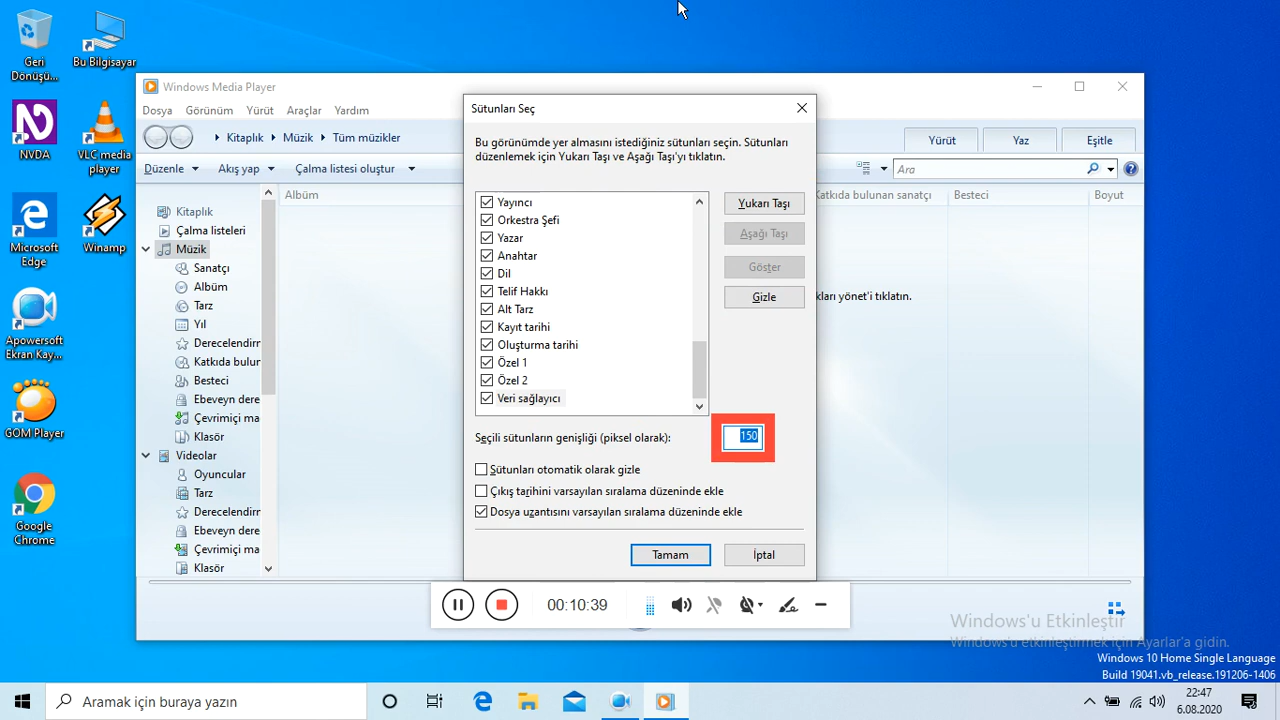 Geri
Dönüşü...
Bu Bilgisayar
NVDA
VLC media
player
Microsoft
Edge
Winamp
Apowersoft
Ekran Kay...
GOM Player
Google
Chrome
Windows Media Player
Dosya Görünüm Yürüt Araçlar Yardım
Kitaplık Müzik Tüm müzikler
Yürüt Yaz Eşitle
Düzenle Akış yap Çalma listesi oluştur
Ara
Albüm
Katkıda bulunan sanatçı Besteci Boyut
Kitaplık
Çalma listeleri
Müzik
Sanatçı
Albüm
Tarz
Yıl
Derecelendirr
Katkıda bulur
Besteci
Ebeveyn dere
Çevrimiçi ma
Klasör
Videolar
Oyuncular
Tarz
Derecelendirr
Ebeveyn dere
Çevrimiçi ma
Klasör
kları yönet'i tıklatın.
Sütunları Seç
Bu görünümde yer almasını istediğiniz sütunları seçin. Sütunları
düzenlemek için Yukarı Taşı ve Aşağı Taşı'yı tıklatın.
Yayıncı
Orkestra Şefi
Yazar
Anahtar
Dil
Telif Hakkı
Alt Tarz
Kayıt tarihi
Oluşturma tarihi
Özel 1
Özel 2
Veri sağlayıcı
Yukarı Taşı
Aşağı Taşı
Göster
Gizle
Seçili sütunların genişliği (piksel olarak): 150
Sütunları otomatik olarak gizle
Çıkış tarihini varsayılan sıralama düzeninde ekle
Dosya uzantısını varsayılan sıralama düzeninde ekle
Tamam İptal
00:10:39
Windows'u Etkinleştir
Windows'u etkinleştirmek için Ayarlar'a gidin.
Windows 10 Home Single Language
Build 19041.vb_release.191206-1406
Aramak için buraya yazın
22:47
6.08.2020